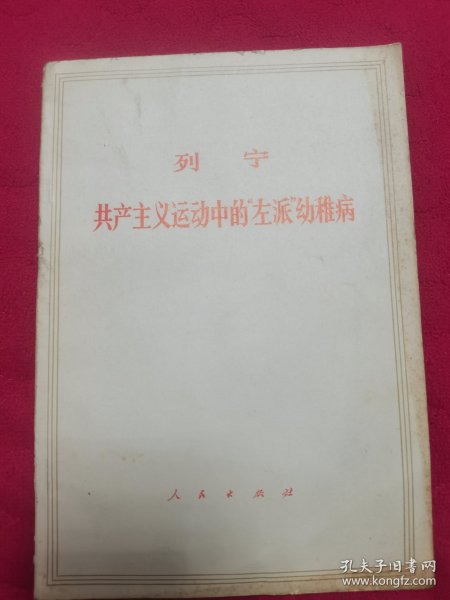 列 宁
共产主义运动中的"左派"幼稚病
人民出版社
孔夫子旧书网
www.kongfz.com